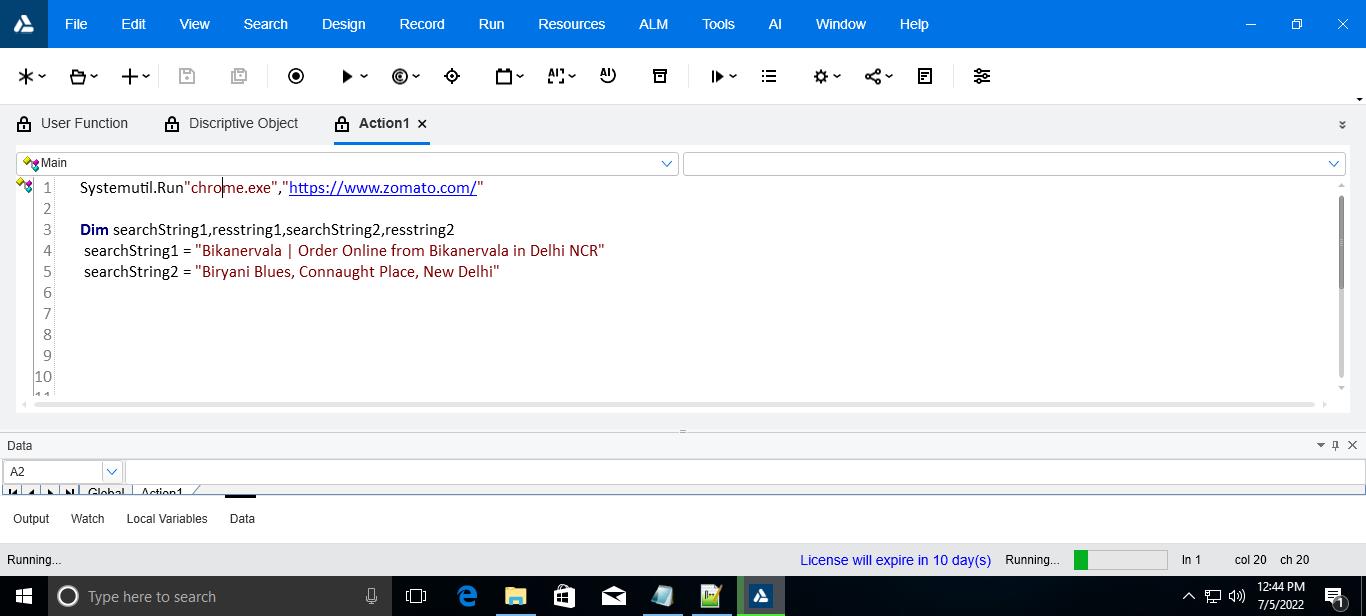 File Edit View Search Design Record Run Resources ALM Tools AI Window Help
User Function Descriptive Object Action1
Main
1 Systemutil.Run"chrome.exe","https://www.zomato.com/"
2
3 Dim searchString1,resstring1,searchString2,resstring2
4 searchString1 = "Bikanervala | Order Online from Bikanervala in Delhi NCR"
5 searchString2 = "Biryani Blues, Connaught Place, New Delhi"
6
7
8
9
10
11
Data
A2
Global Action1
Output Watch Local Variables Data
Running... License will expire in 10 day(s) Running... ln 1 col 20 ch 20
Type here to search 12:44 PM
7/5/2022 1